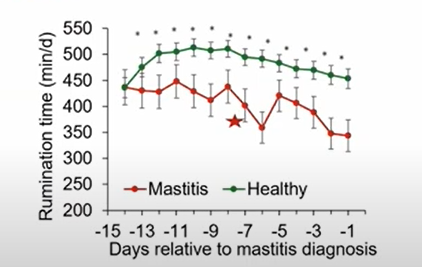 Rumination time (min/d)
550
500
450
400
350
300
250
200
* * * * * * * * * * * * *
Mastitis Healthy
-15 -13 -11 -9 -7 -5 -3 -1
Days relative to mastitis diagnosis